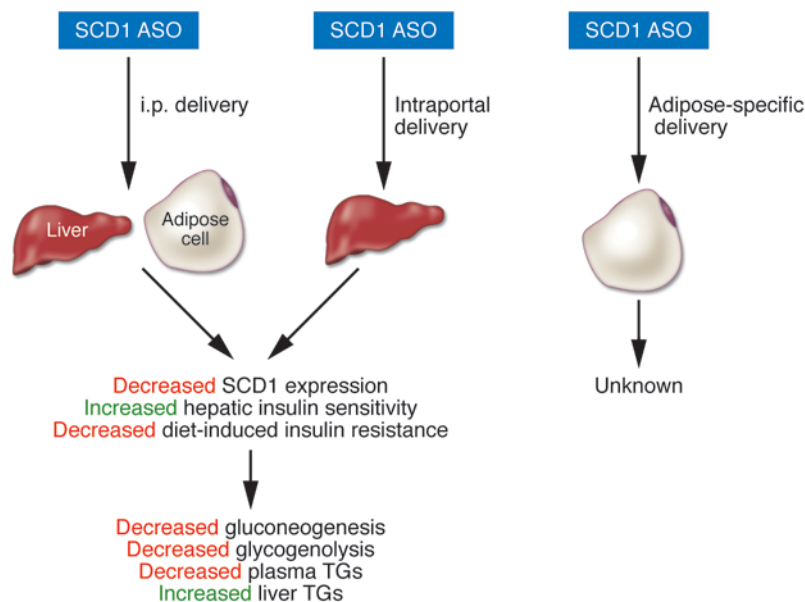 SCD1 ASO
SCD1 ASO
SCD1 ASO
i.p. delivery
Intraportal
delivery
Adipose-specific
delivery
Liver
Adipose
cell
Decreased SCD1 expression
Increased hepatic insulin sensitivity
Decreased diet-induced insulin resistance
Unknown
Decreased gluconeogenesis
Decreased glycogenolysis
Decreased plasma TGs
Increased liver TGs